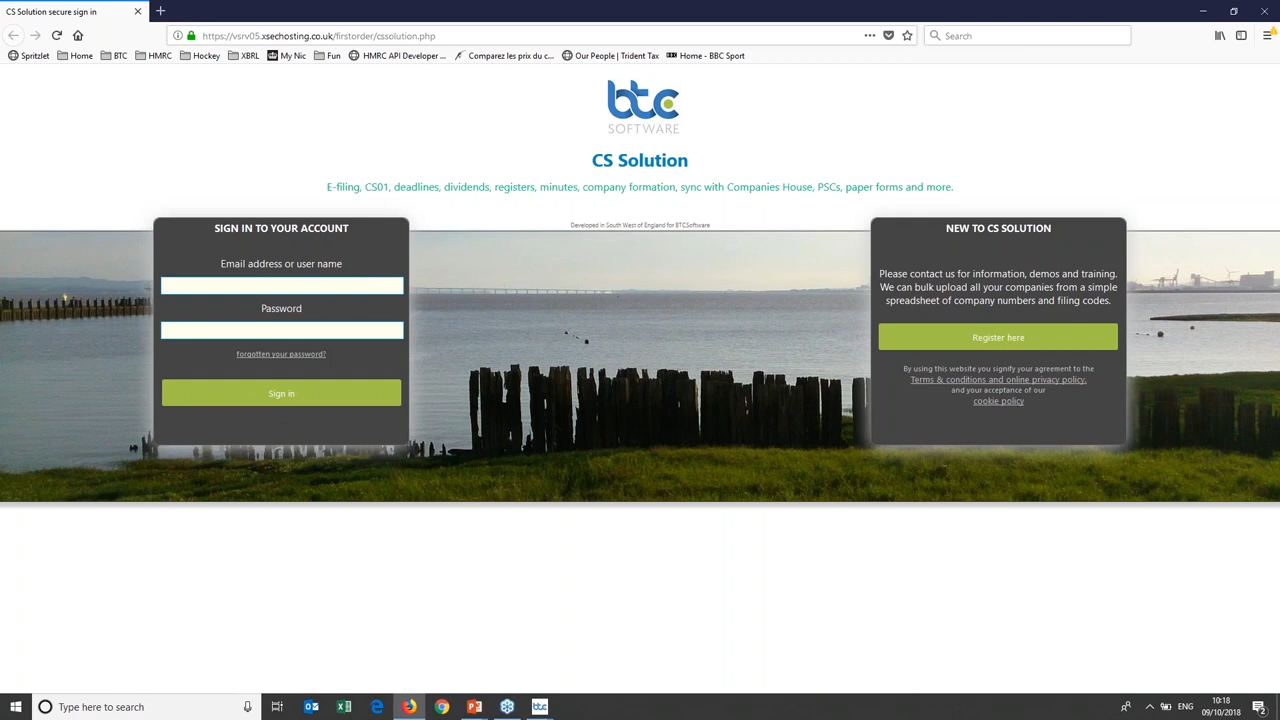 CS Solution secure sign in
https://vsrv05.xsechosting.co.uk/firstorder/cssolution.php
Search
Spritzlet
Home
BTC
HMRC
Hockey
XBRL
My Nic
Fun
HMRC API Developer ...
Comparez les prix du c...
Our People | Trident Tax
Home - BBC Sport
btc
SOFTWARE
CS Solution
E-filing, CS01, deadlines, dividends, registers, minutes, company formation, sync with Companies House, PSCs, paper forms and more.
Developed in South West of England for BTCSoftware
SIGN IN TO YOUR ACCOUNT
Email address or user name
Password
forgotten your password?
Sign in
NEW TO CS SOLUTION
Please contact us for information, demos and training.
We can bulk upload all your companies from a simple
spreadsheet of company numbers and filing codes.
Register here
By using this website you signify your agreement to the
Terms & conditions and online privacy policy.
and your acceptance of our
cookie policy
Type here to search
btc
ENG
10:18
09/10/2018
2